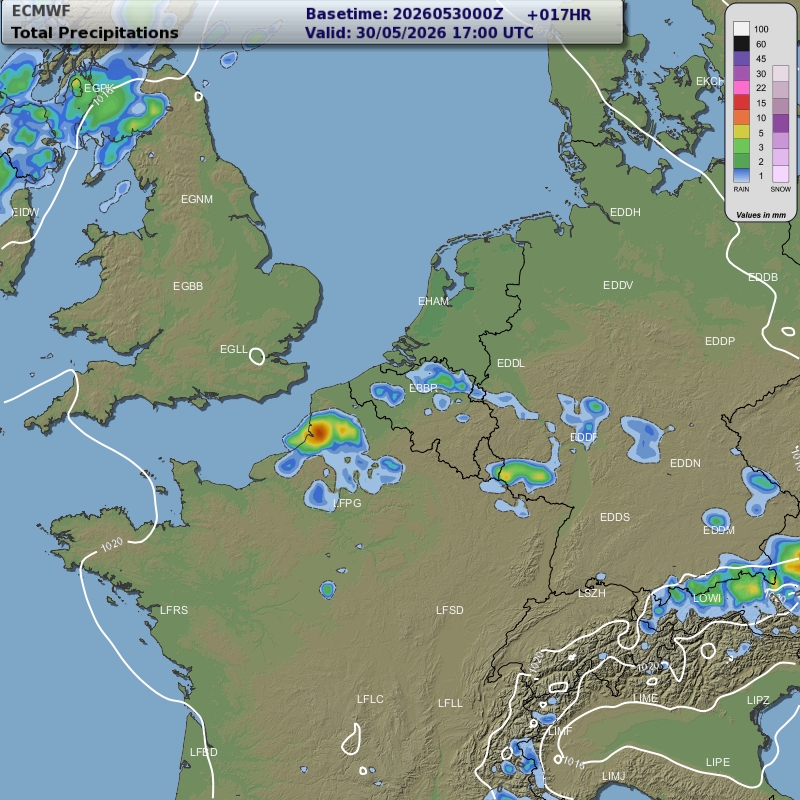 ECMWF
Basetime: 2026053000Z +017HR
Total Precipitations
Valid: 30/05/2026 17:00 UTC
100
60
45
30
22
15
10
5
3
2
1
RAIN
SNOW
Values in mm
EGPK
EKCH
EIDW
EGNM
EDDH
EGBB
EHAM
EDDV
EDDB
EGLL
EDDL
EDDP
EBBR
EDDF
EDDN
LFPG
EDDS
EDDM
1020
LFRS
LFSD
LSZH
LOWI
1020
1020
LFLC
LFLL
LIME
LIPZ
LIMF
LFBD
1016
LIPE
LIMJ